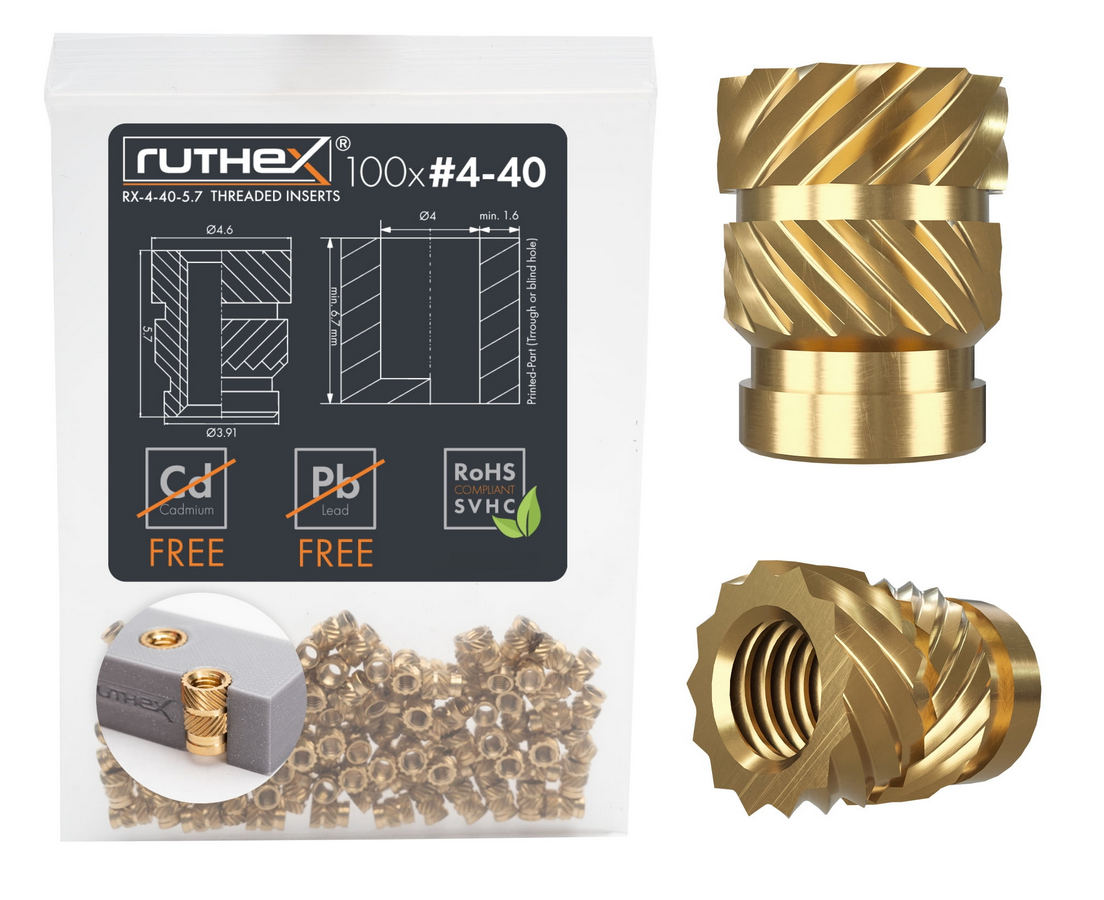 RUTHEX®
100x #4-40
RX-4-40-5.7 THREADED INSERTS
Ø4.6
5.7
Ø3.91
Ø4
min. 1.6
min. 6.7 mm
Printed-Part (Trrough or blind hole)
Cd
Cadmium
FREE
Pb
Lead
FREE
RoHS
COMPLIANT
SVHC
RUTHEX